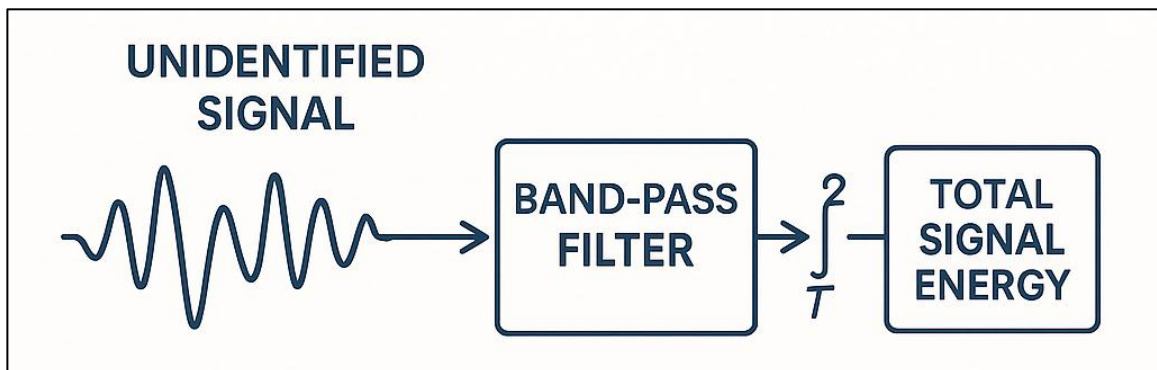 UNIDENTIFIED
SIGNAL
BAND-PASS
FILTER
2
∫
T
TOTAL
SIGNAL
ENERGY